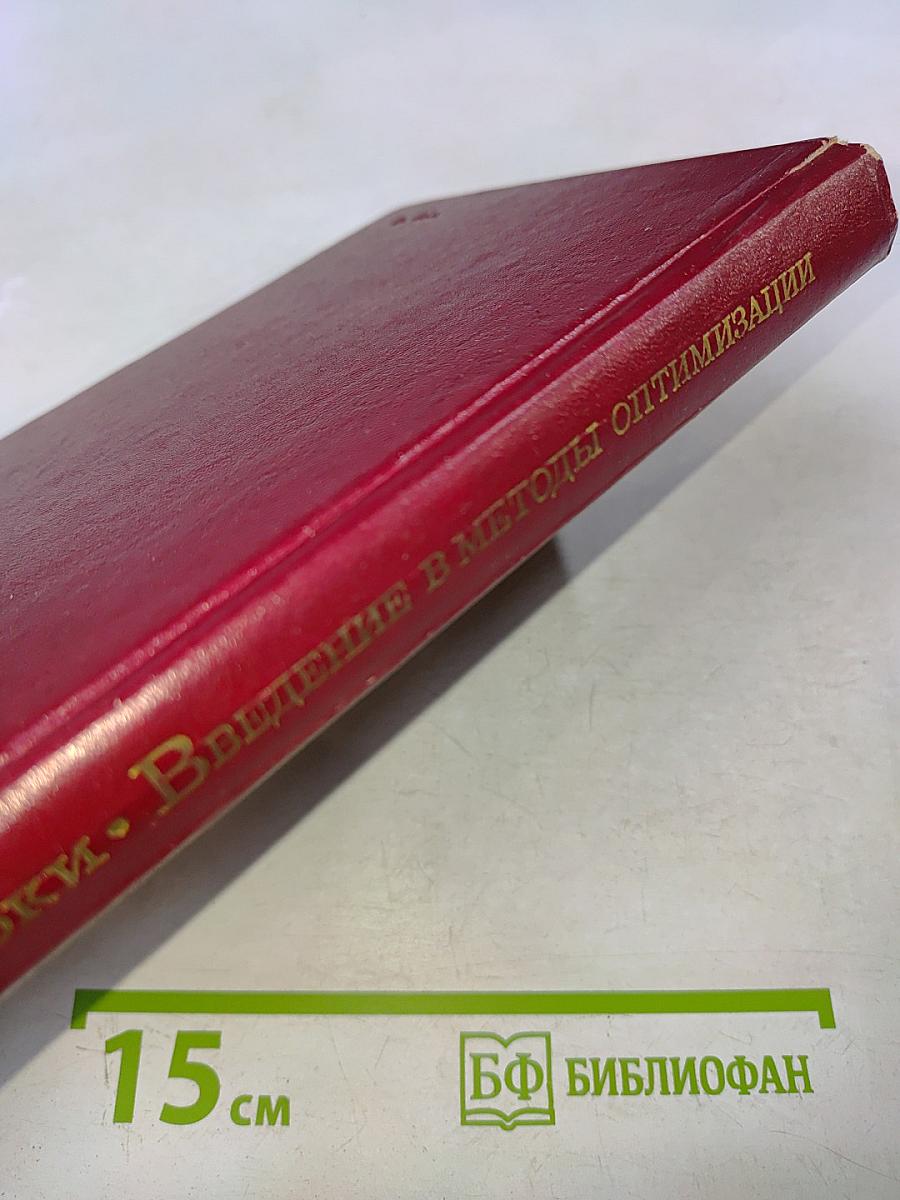 • Введение в методы оптимизации
15 см
БФ БИБЛИОФАН